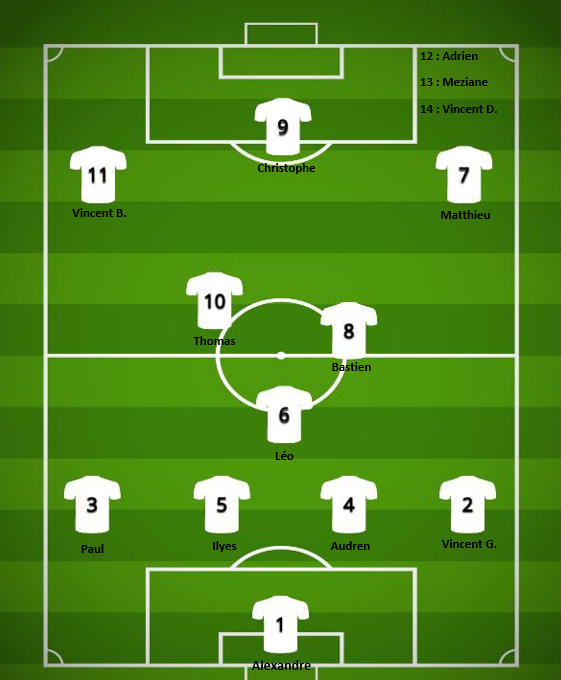 12 : Adrien
13 : Meziane
14 : Vincent D.
9
Christophe
11
Vincent B.
7
Matthieu
10
Thomas
8
Bastien
6
Léo
3
Paul
5
Ilyes
4
Audren
2
Vincent G.
1
Alexandre